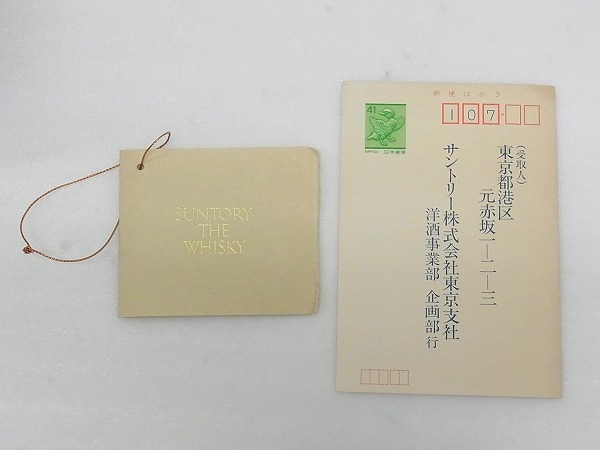 SUNTORY
THE
WHISKY
郵便はがき
41
NIPPON 日本郵便
107-
(受取人)
東京都港区
元赤坂一―二―三
サントリー株式会社東京支社
洋酒事業部 企画部 行